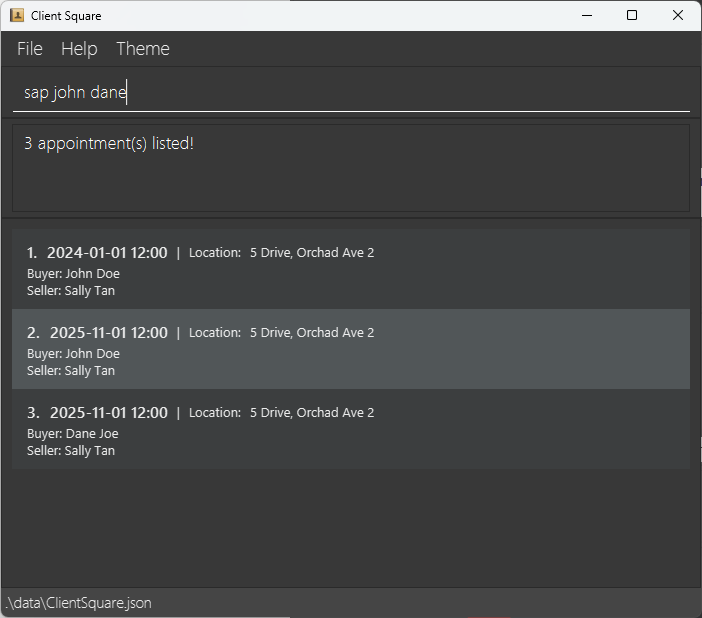 Client Square
File Help Theme
sap john dane
3 appointment(s) listed!
1. 2024-01-01 12:00 | Location: 5 Drive, Orchad Ave 2
Buyer: John Doe
Seller: Sally Tan
2. 2025-11-01 12:00 | Location: 5 Drive, Orchad Ave 2
Buyer: John Doe
Seller: Sally Tan
3. 2025-11-01 12:00 | Location: 5 Drive, Orchad Ave 2
Buyer: Dane Joe
Seller: Sally Tan
.\data\ClientSquare.json